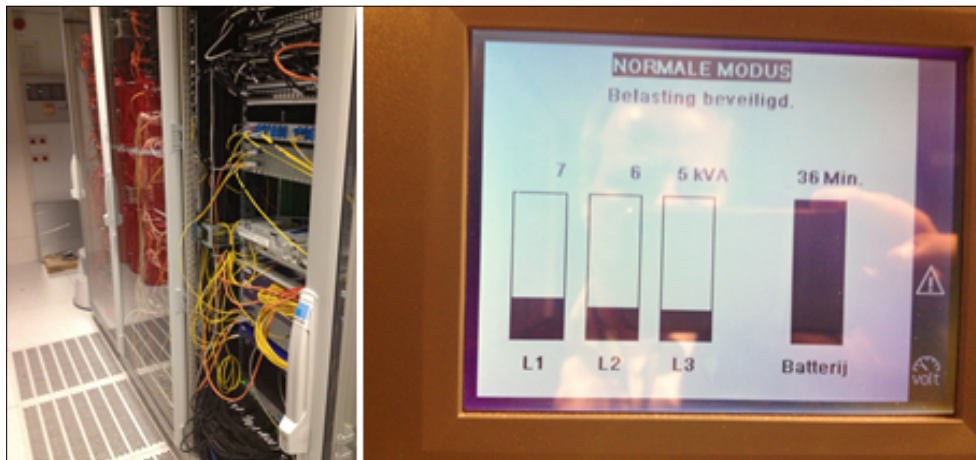 NORMALE MODUS
Belasting beveiligd.
7 6 5 kVA 36 Min.
L1 L2 L3 Batterij
volt